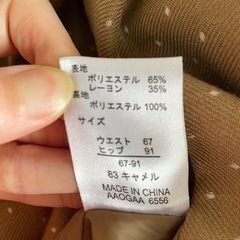 表地
ポリエステル 65%
レーヨン 35%
裏地
ポリエステル 100%
サイズ
ウエスト 67
ヒップ 91
67-91
83 キャメル
MADE IN CHINA
AAOGAA 6556